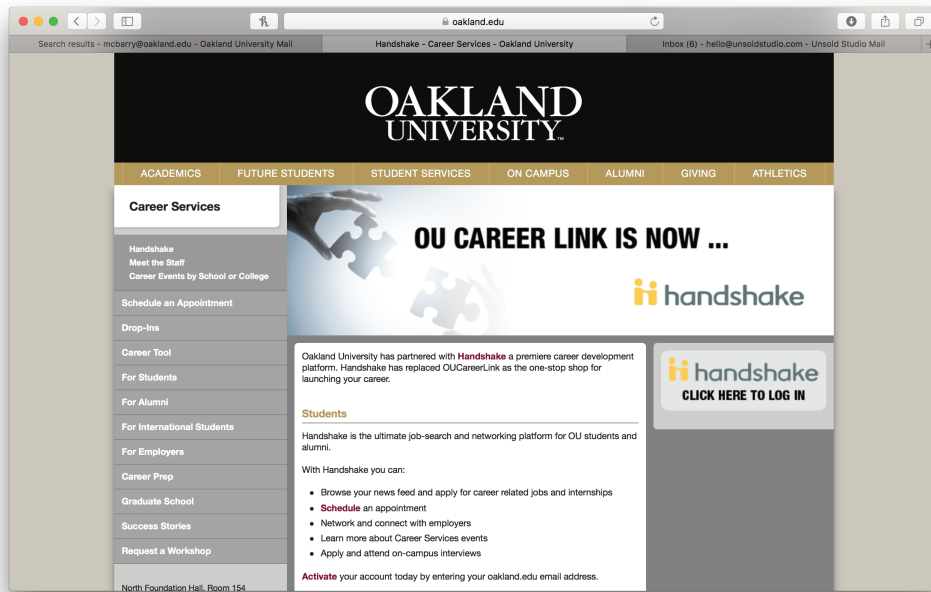 oakland.edu
Search results - mcbarry@oakland.edu - Oakland University Mail
Handshake - Career Services - Oakland University
Inbox (6) - hello@unsoldstudio.com - Unsold Studio Mail
OAKLAND
UNIVERSITY™
ACADEMICS FUTURE STUDENTS STUDENT SERVICES ON CAMPUS ALUMNI GIVING ATHLETICS
Career Services
Handshake
Meet the Staff
Career Events by School or College
Schedule an Appointment
Drop-Ins
Career Tool
For Students
For Alumni
For International Students
For Employers
Career Prep
Graduate School
Success Stories
Request a Workshop
North Foundation Hall, Room 154
OU CAREER LINK IS NOW ...
handshake
Oakland University has partnered with Handshake a premiere career development
platform. Handshake has replaced OUCareerLink as the one-stop shop for
launching your career.
Students
Handshake is the ultimate job-search and networking platform for OU students and
alumni.
With Handshake you can:
• Browse your news feed and apply for career related jobs and internships
• Schedule an appointment
• Network and connect with employers
• Learn more about Career Services events
• Apply and attend on-campus interviews
Activate your account today by entering your oakland.edu email address.
handshake
CLICK HERE TO LOG IN